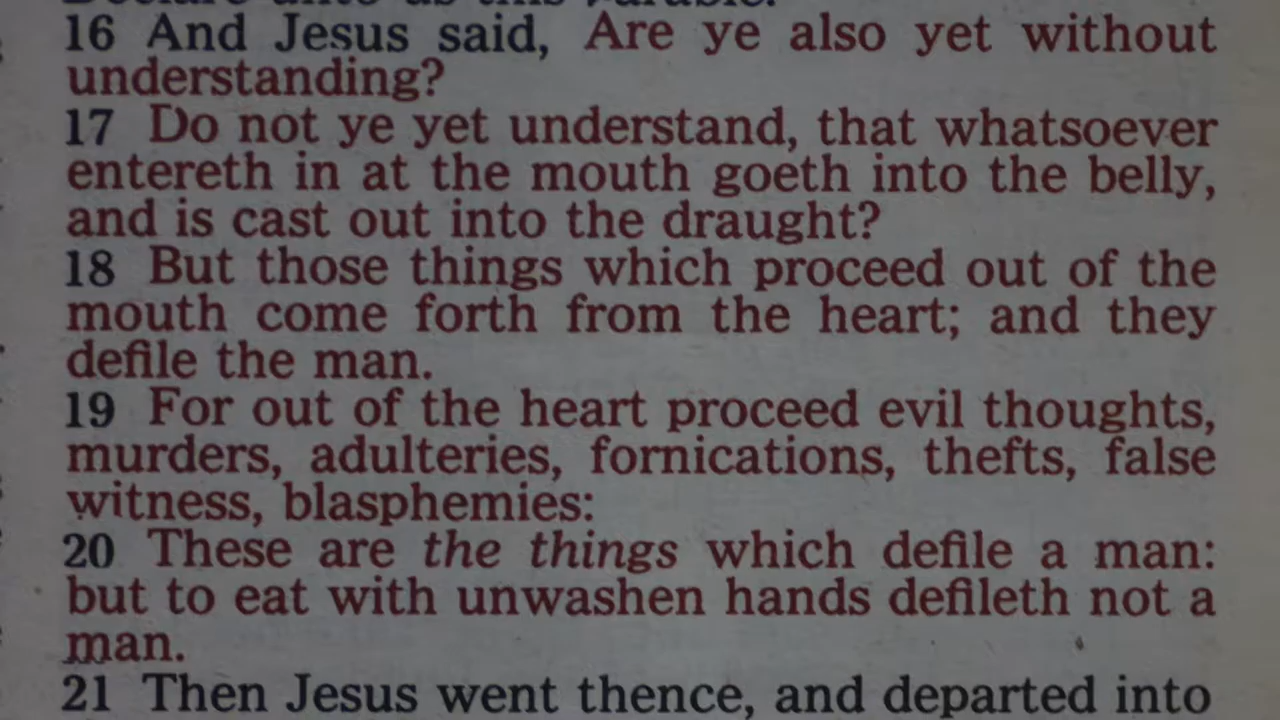 Declare unto us this parable.
16 And Jesus said, Are ye also yet without
understanding?
17 Do not ye yet understand, that whatsoever
entereth in at the mouth goeth into the belly,
and is cast out into the draught?
18 But those things which proceed out of the
mouth come forth from the heart; and they
defile the man.
19 For out of the heart proceed evil thoughts,
murders, adulteries, fornications, thefts, false
witness, blasphemies:
20 These are the things which defile a man:
but to eat with unwashen hands defileth not a
man.
21 Then Jesus went thence, and departed into